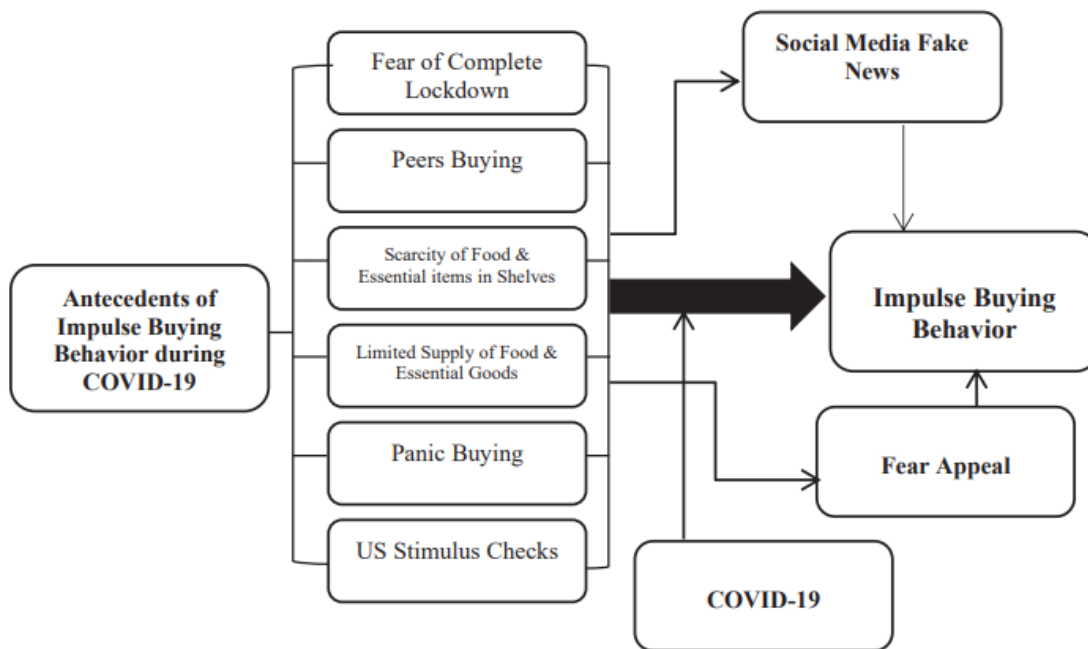 Antecedents of
Impulse Buying
Behavior during
COVID-19
Fear of Complete
Lockdown
Peers Buying
Scarcity of Food &
Essential items in Shelves
Limited Supply of Food &
Essential Goods
Panic Buying
US Stimulus Checks
Social Media Fake
News
Impulse Buying
Behavior
Fear Appeal
COVID-19